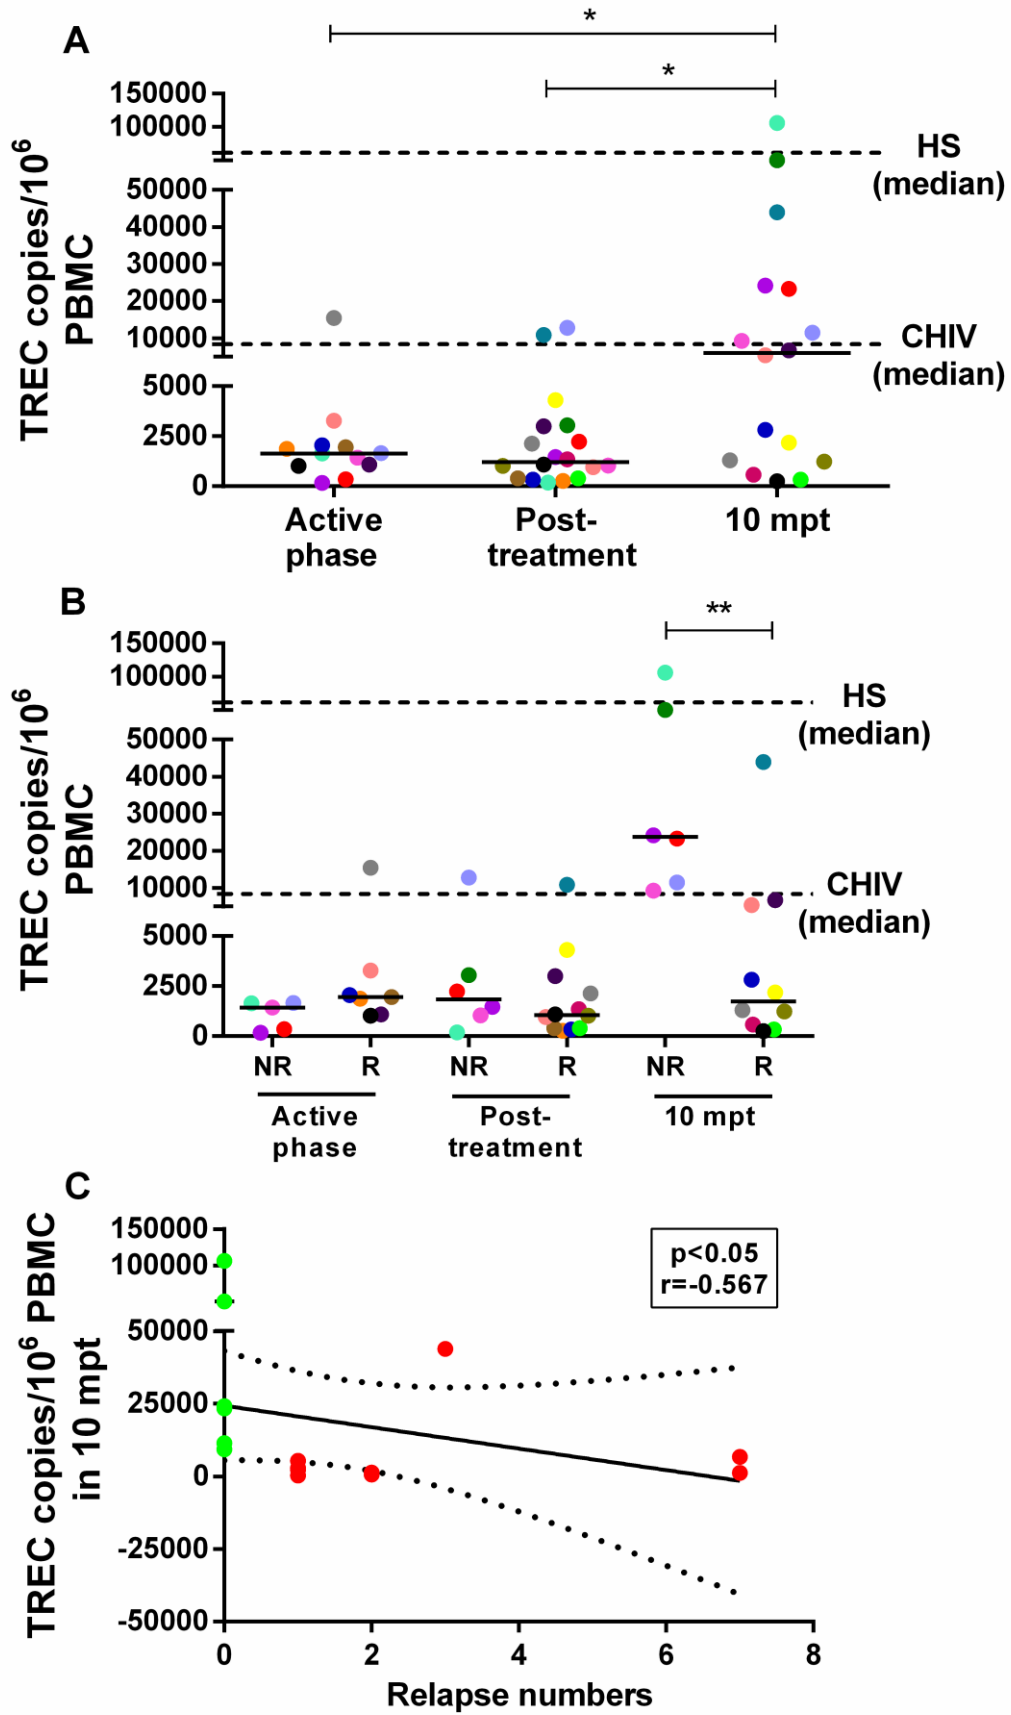 A
*
*
TREC copies/10⁶
PBMC
150000
100000
50000
40000
30000
20000
10000
5000
2500
0
HS
(median)
CHIV
(median)
Active
phase
Post-
treatment
10 mpt
B
**
TREC copies/10⁶
PBMC
150000
100000
50000
40000
30000
20000
10000
5000
2500
0
HS
(median)
CHIV
(median)
NR R NR R NR R
Active
phase
Post-
treatment
10 mpt
C
TREC copies/10⁶ PBMC
in 10 mpt
150000
100000
50000
25000
0
-25000
-50000
p<0.05
r=-0.567
0 2 4 6 8
Relapse numbers